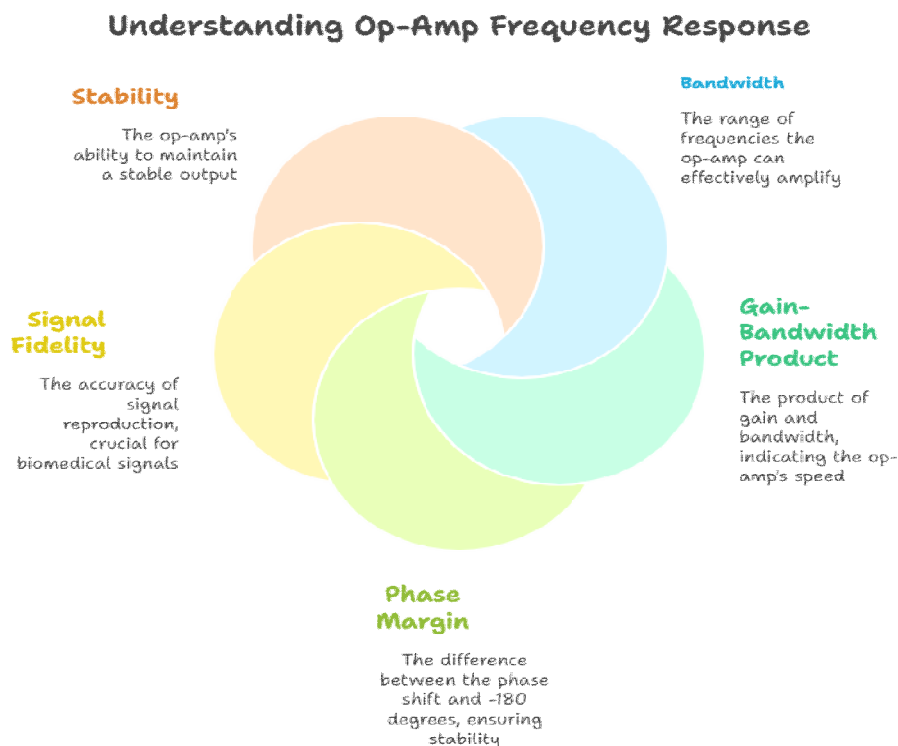 Understanding Op-Amp Frequency Response
Stability
The op-amp's
ability to maintain
a stable output
Bandwidth
The range of
frequencies the
op-amp can
effectively amplify
Signal
Fidelity
The accuracy of
signal
reproduction,
crucial for
biomedical signals
Gain-
Bandwidth
Product
The product of
gain and
bandwidth,
indicating the op-
amp's speed
Phase
Margin
The difference
between the phase
shift and -180
degrees, ensuring
stability